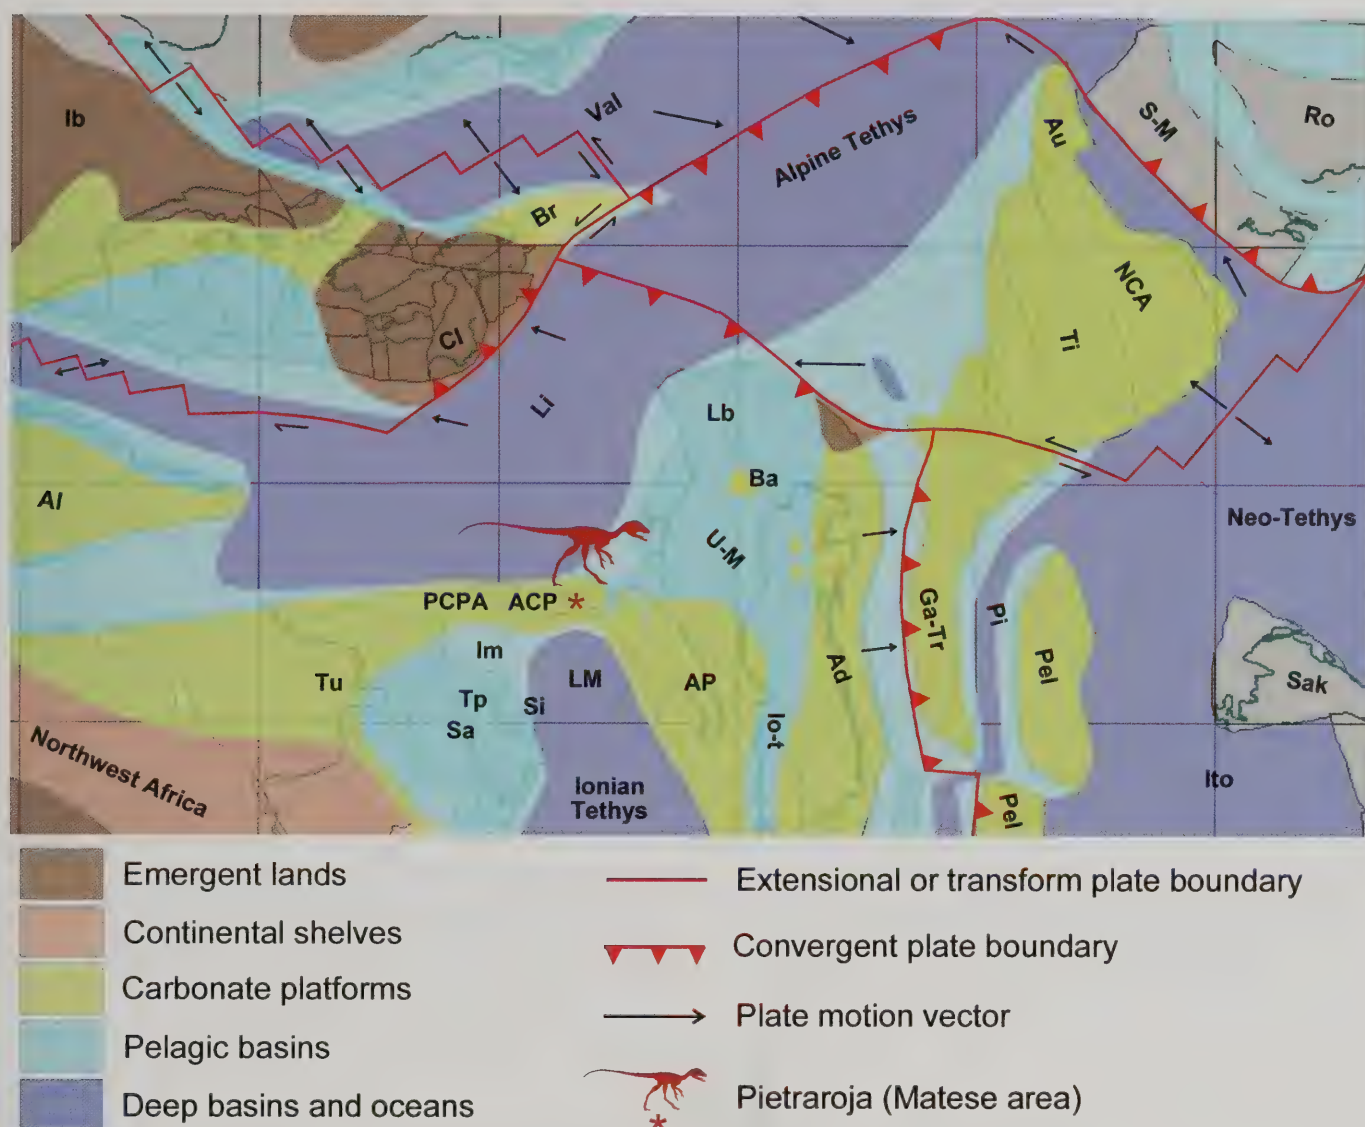 Ib
Val
Alpine Tethys
Au
S-M
Ro
Br
NCA
Ti
Cl
Li
Lb
Ba
Al
U-M
Neo-Tethys
PCPA ACP *
Ga-Tr
Pi
Im
Tu
LM
AP
Ad
Pel
Sak
Tp
Si
Sa
Io-t
Northwest Africa
Ionian
Tethys
Ito
Pel
Emergent lands
Extensional or transform plate boundary
Continental shelves
Convergent plate boundary
Carbonate platforms
Plate motion vector
Pelagic basins
Deep basins and oceans
*
Pietraroja (Matese area)